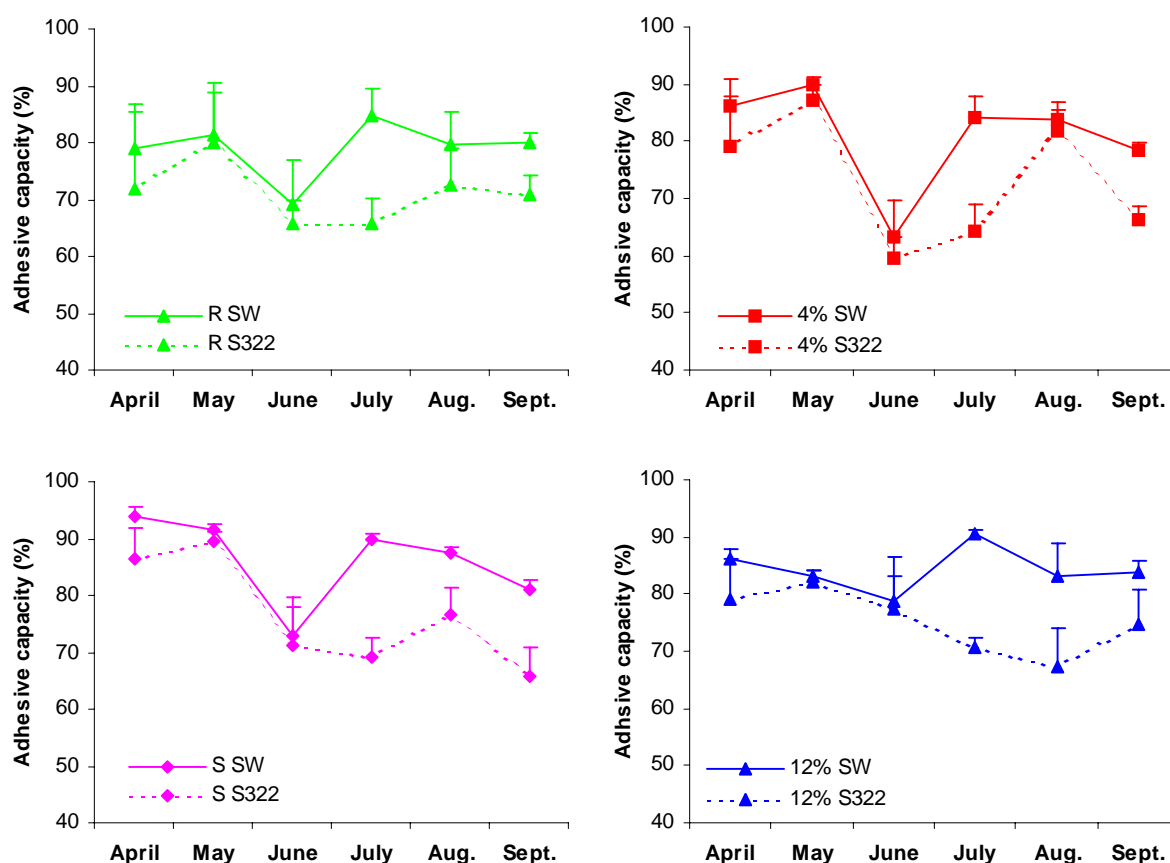 100
90
80
70
60
50
40
Adhesive capacity (%)
R SW
R S322
April May June July Aug. Sept.
100
90
80
70
60
50
40
Adhsive capacity (%)
4% SW
4% S322
April May June July Aug. Sept.
100
90
80
70
60
50
40
Adhesive capacity (%)
S SW
S S322
April May June July Aug. Sept.
100
90
80
70
60
50
40
Adhsive capacity (%)
12% SW
12% S322
April May June July Aug. Sept.